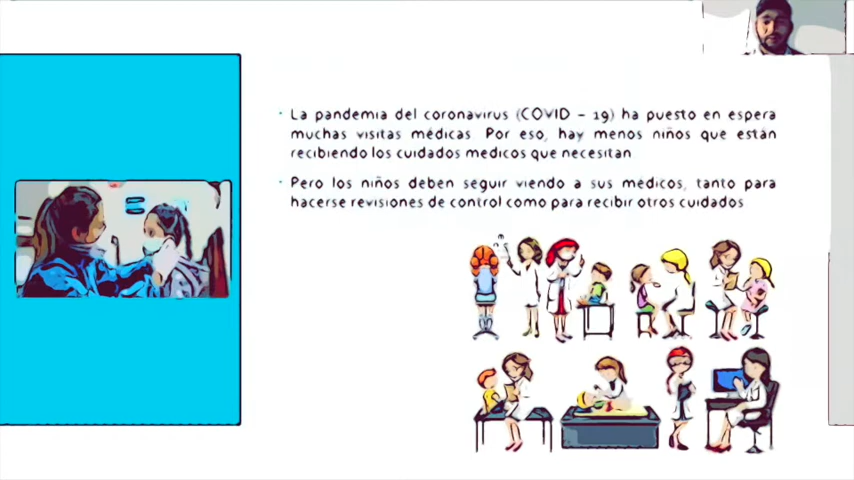 La pandemia del coronavirus (COVID - 19) ha puesto en espera
muchas visitas médicas. Por eso, hay menos niños que están
recibiendo los cuidados medicos que necesitan
Pero los niños deben seguir viendo a sus médicos, tanto para
hacerse revisiones de control como para recibir otros cuidados